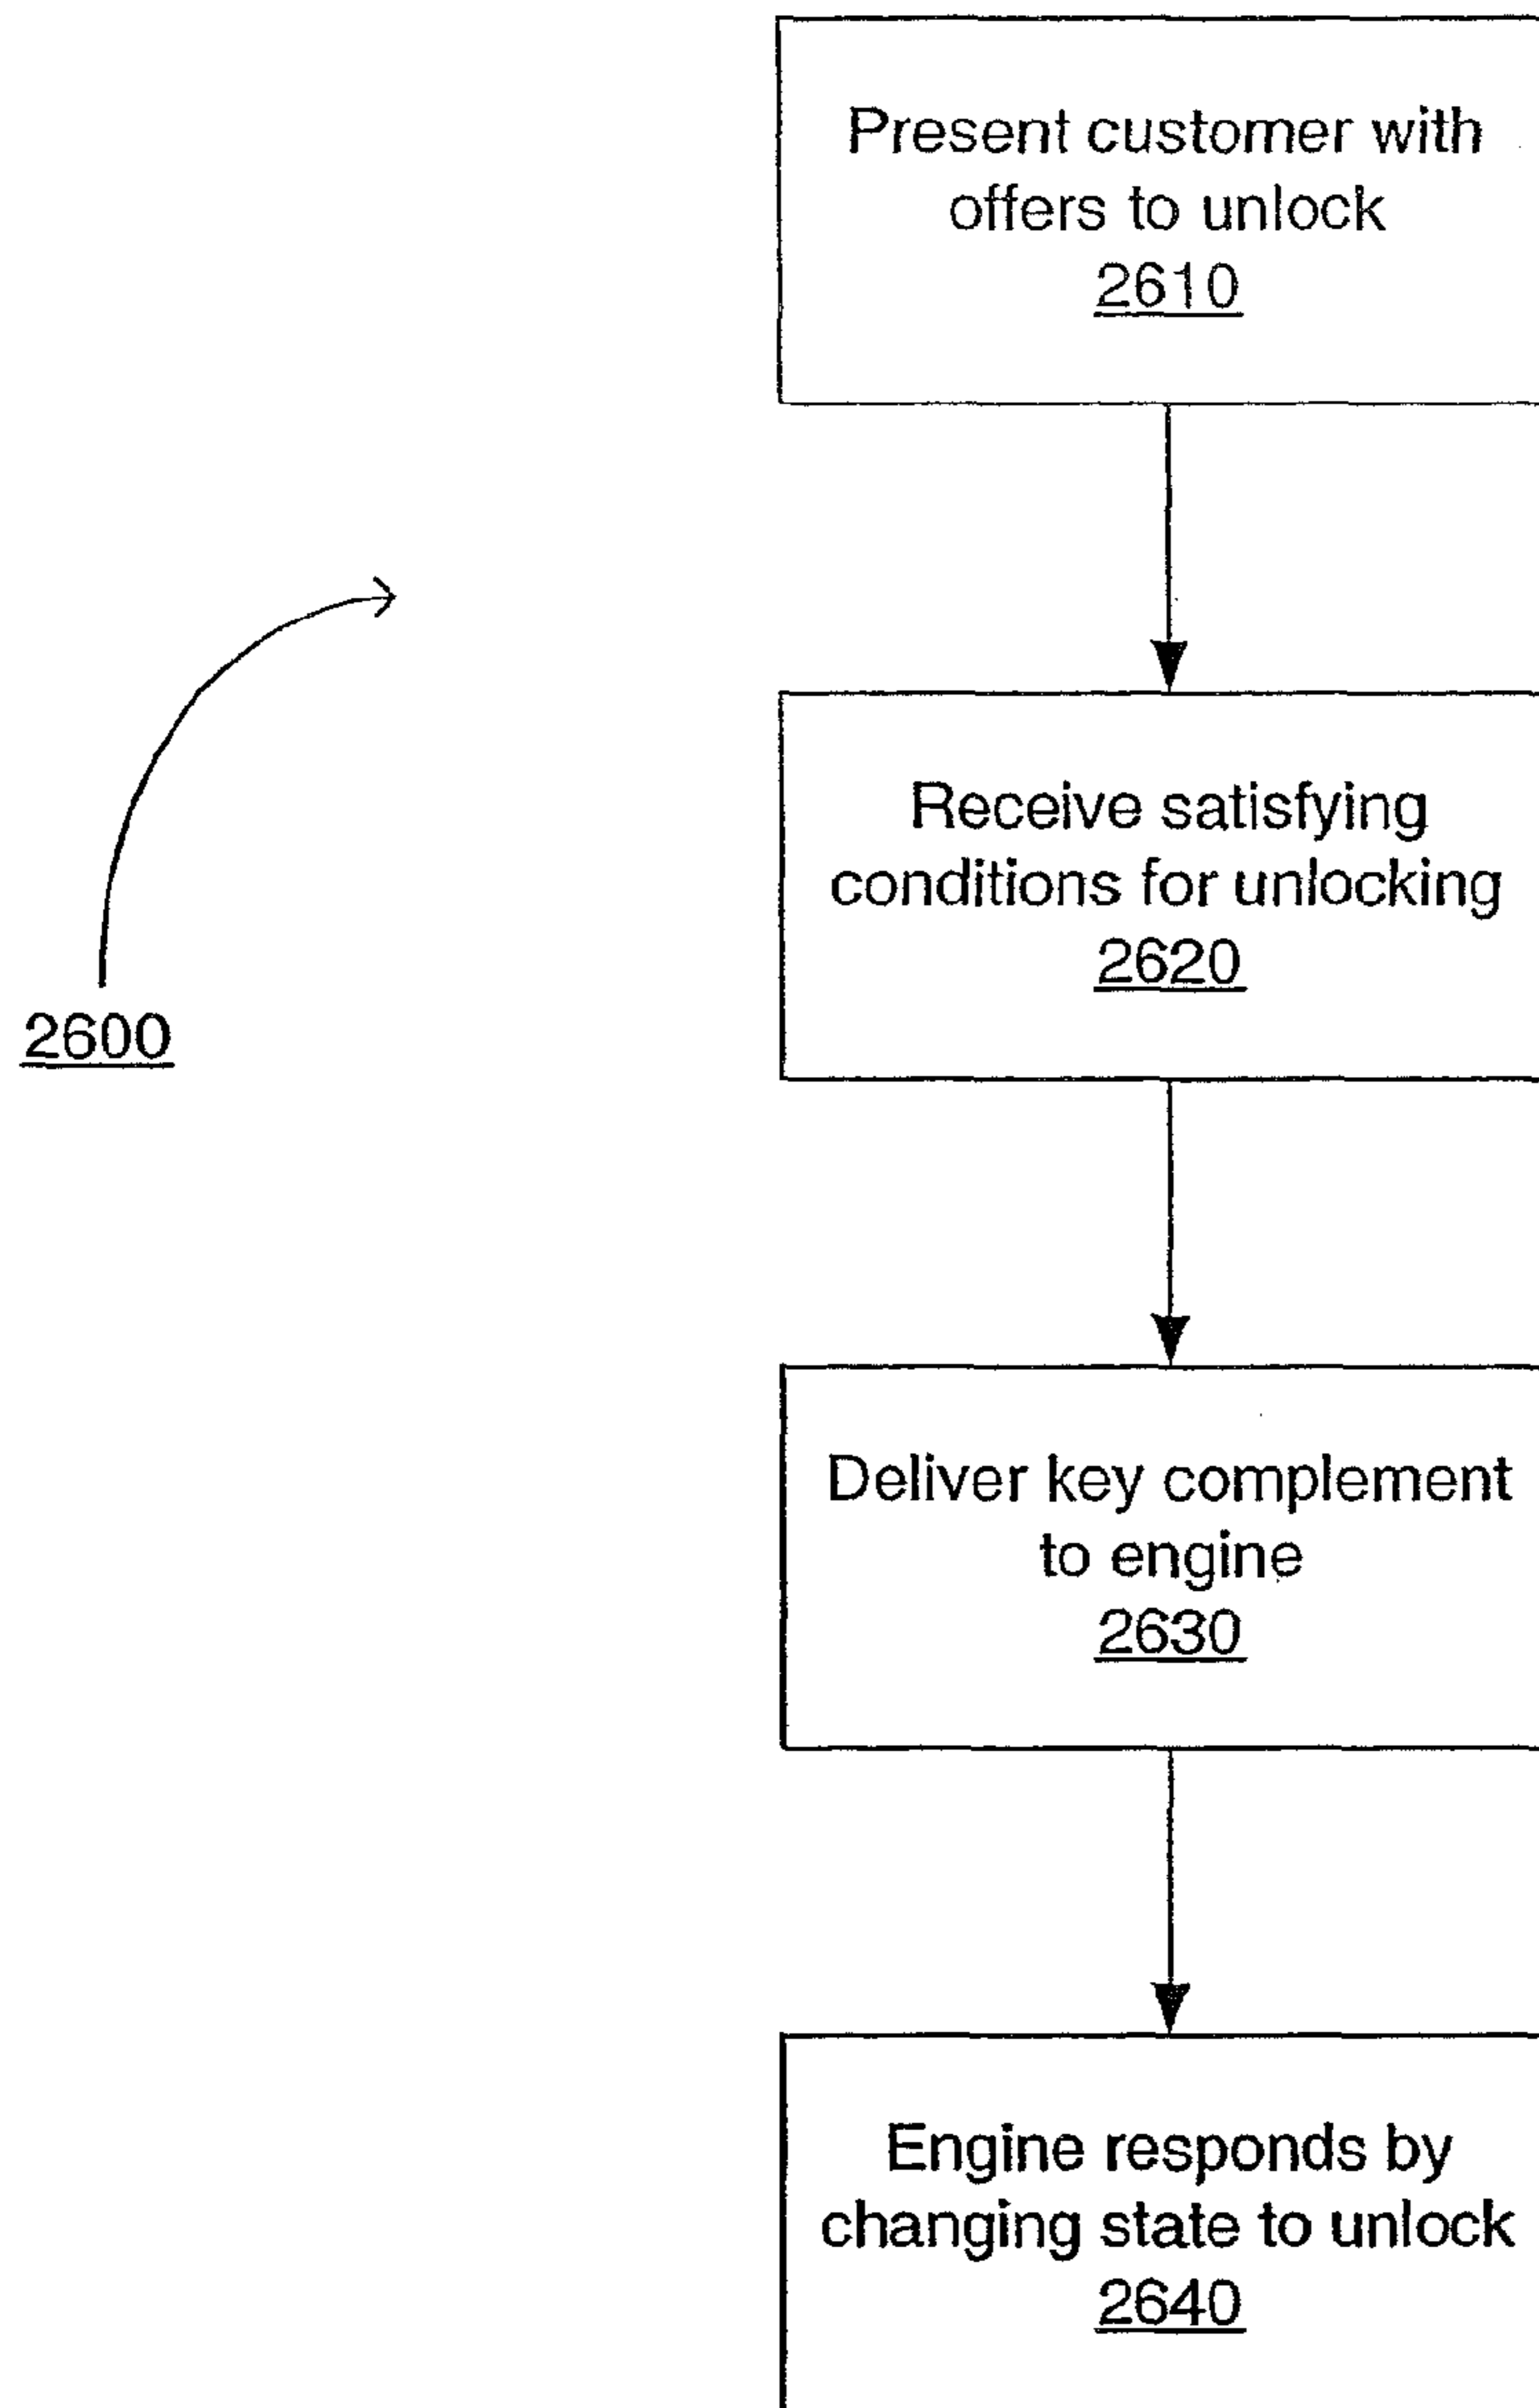 Present customer with
offers to unlock
2610
Receive satisfying
conditions for unlocking
2620
2600
Deliver key complement
to engine
2630
Engine responds by
changing state to unlock
2640